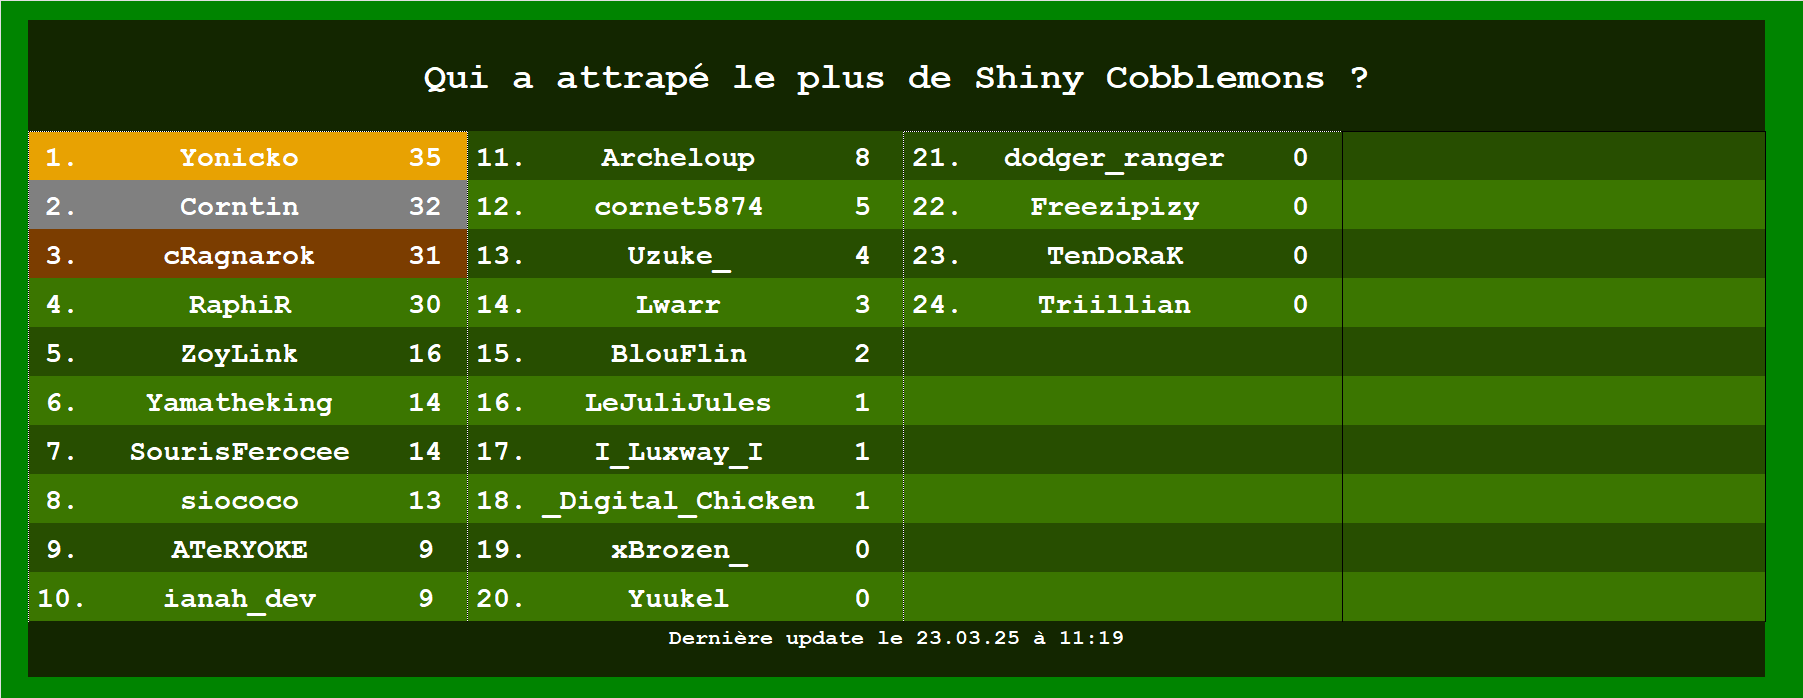 Qui a attrapé le plus de Shiny Cobblemons ?
1. Yonicko 35
2. Corntin 32
3. cRagnarok 31
4. RaphiR 30
5. ZoyLink 16
6. Yamatheking 14
7. SourisFerocee 14
8. siococo 13
9. ATeRYOKE 9
10. ianah_dev 9
11. Archeloup 8
12. cornet5874 5
13. Uzuke_ 4
14. Lwarr 3
15. BlouFlin 2
16. LeJuliJules 1
17. I_Luxway_I 1
18. _Digital_Chicken 1
19. xBrozen_ 0
20. Yuukel 0
21. dodger_ranger 0
22. Freezipizy 0
23. TenDoRaK 0
24. Triillian 0
Dernière update le 23.03.25 à 11:19